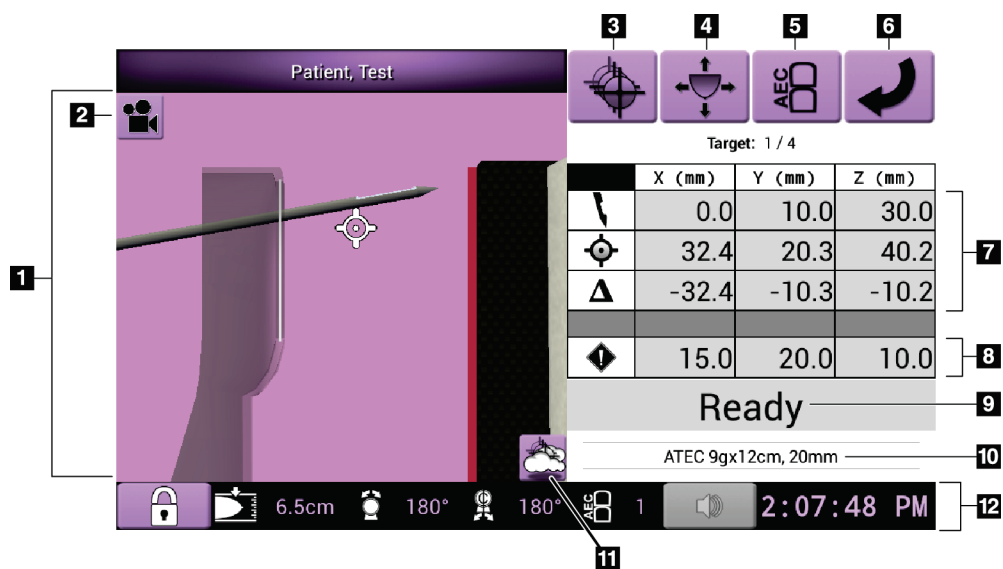 3 4 5 6
Patient, Test
AEC
2
1
Target: 1 / 4
X (mm) Y (mm) Z (mm)
0.0 10.0 30.0
32.4 20.3 40.2
Δ -32.4 -10.3 -10.2
7
! 15.0 20.0 10.0
8
Ready
9
ATEC 9gx12cm, 20mm
10
6.5cm 180° 180° AEC 1 2:07:48 PM
12
11